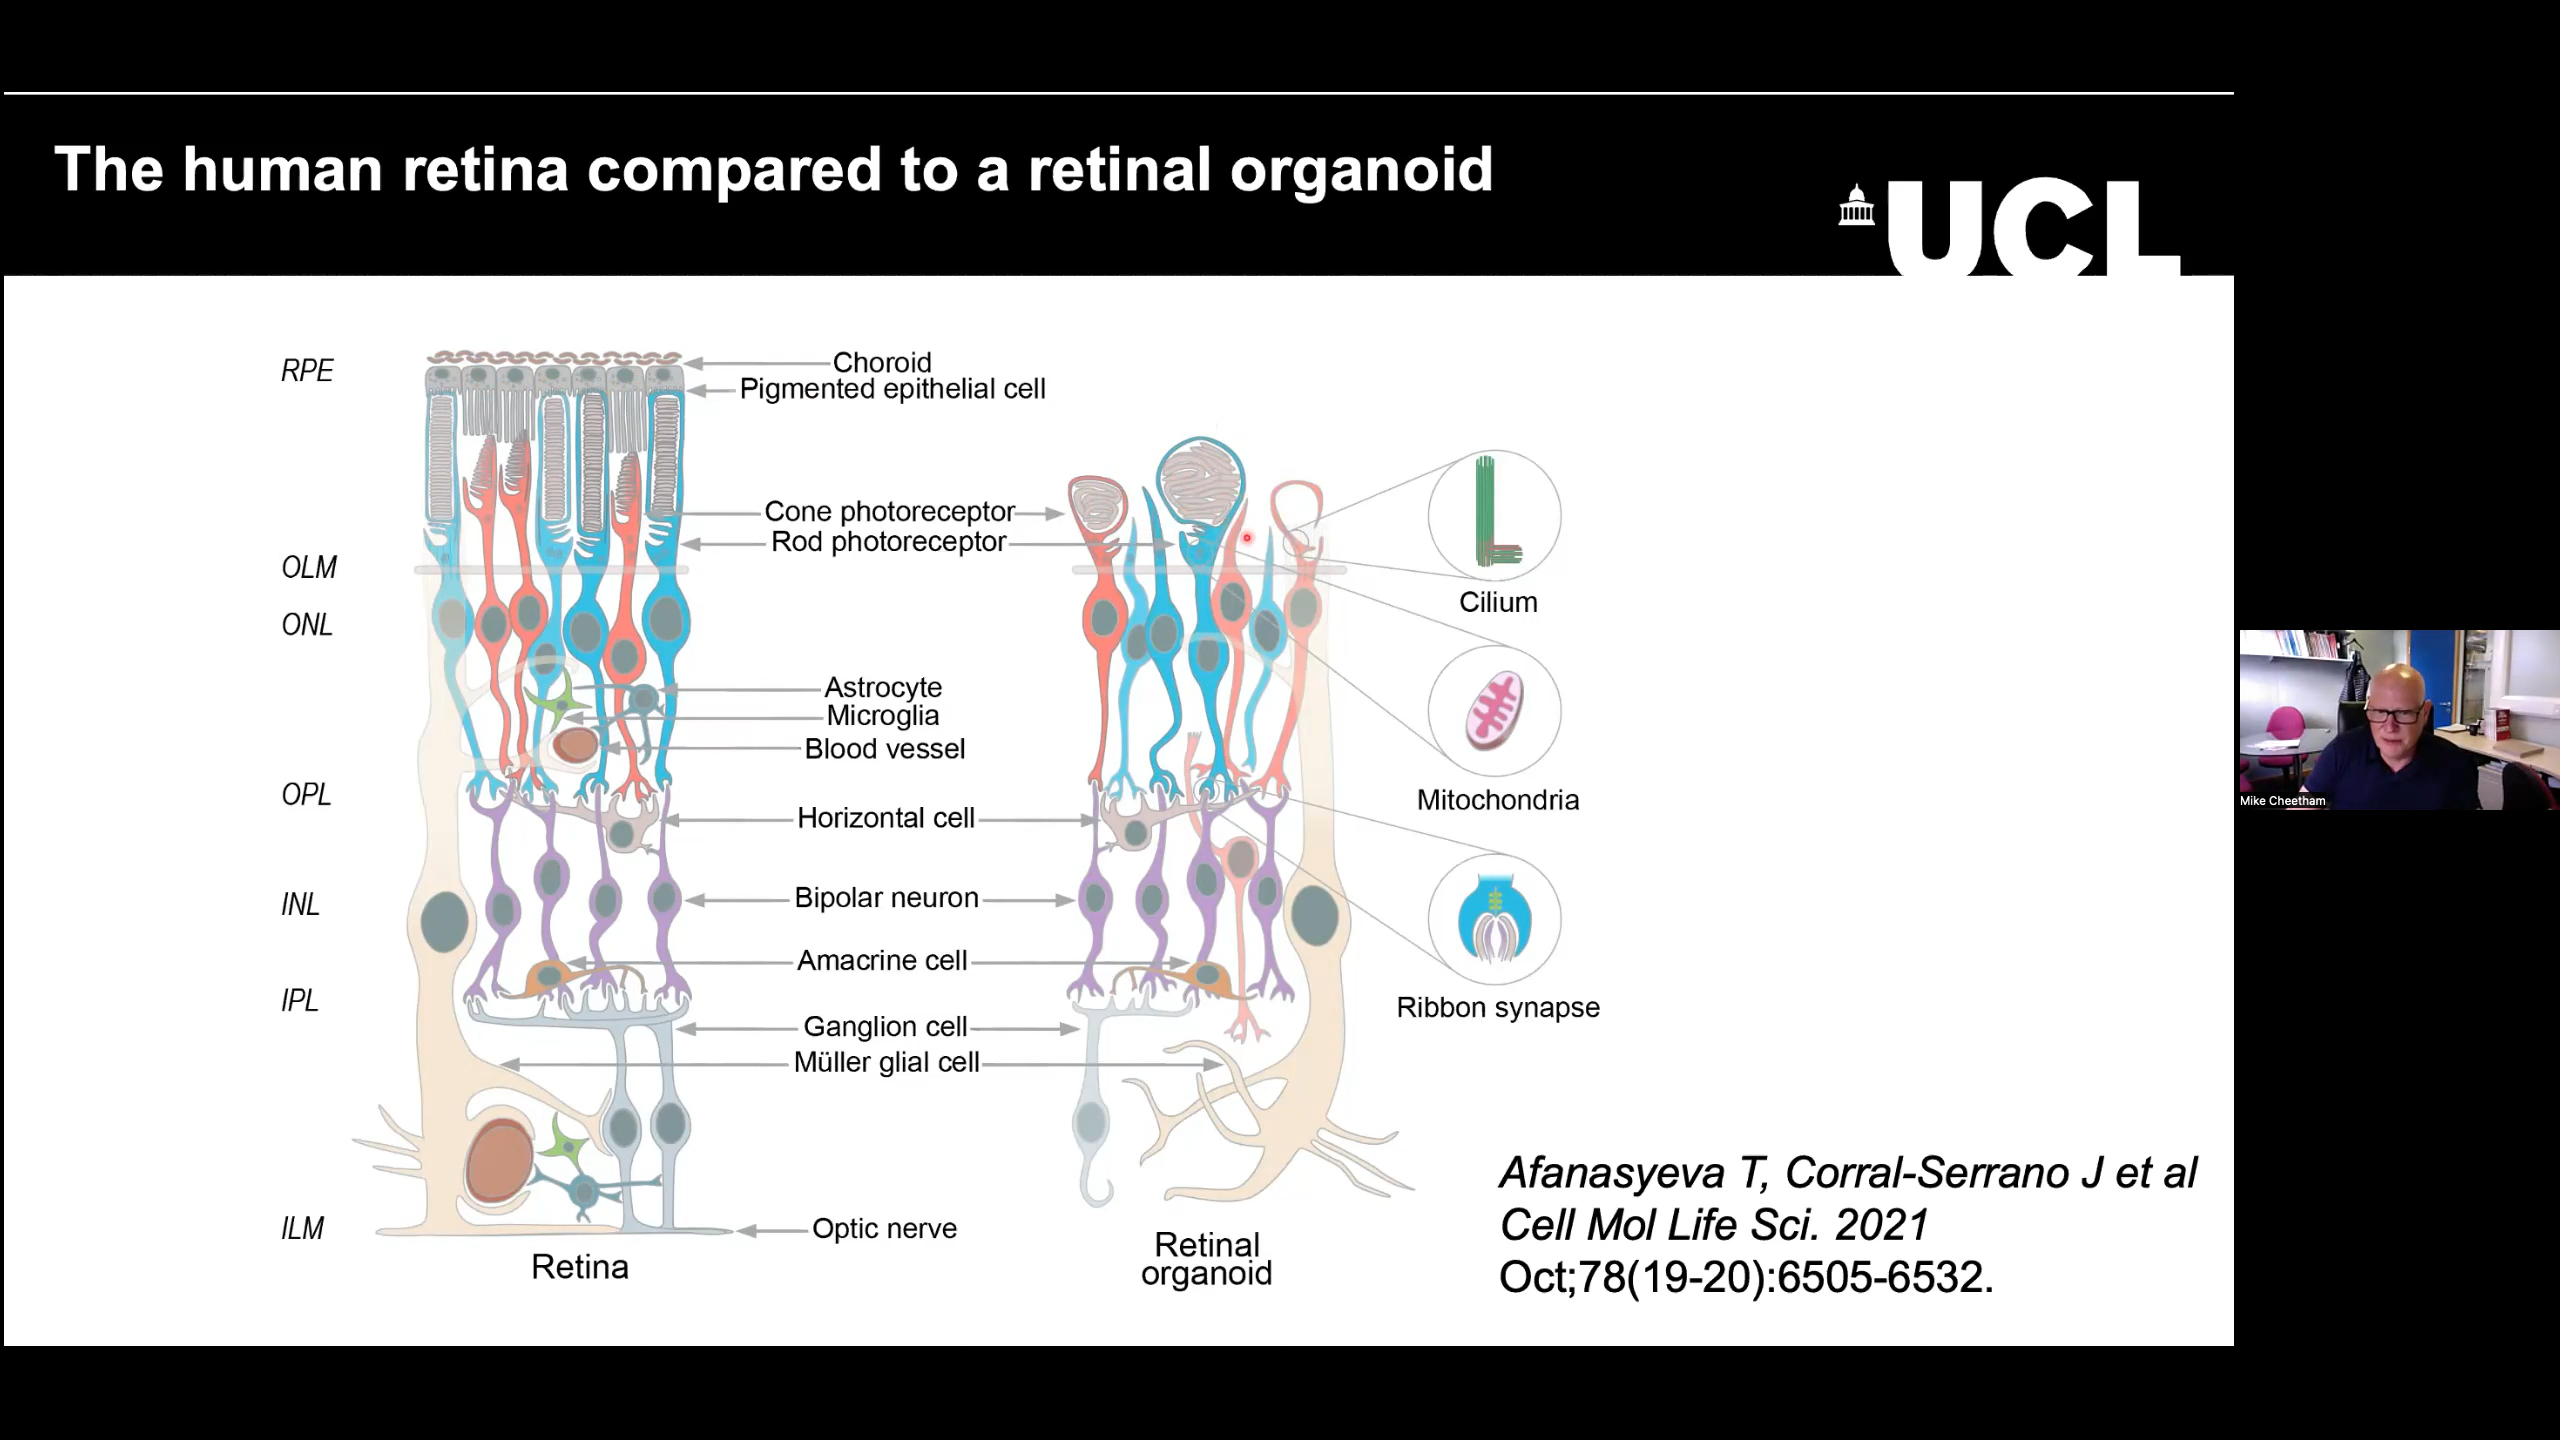 The human retina compared to a retinal organoid
UCL
RPE
Choroid
Pigmented epithelial cell
Cone photoreceptor
Rod photoreceptor
OLM
ONL
Astrocyte
Microglia
Blood vessel
OPL
Horizontal cell
INL
Bipolar neuron
Amacrine cell
IPL
Ganglion cell
Müller glial cell
ILM
Optic nerve
Retina
Retinal
organoid
Cilium
Mitochondria
Ribbon synapse
Afanasyeva T, Corral-Serrano J et al
Cell Mol Life Sci. 2021
Oct;78(19-20):6505-6532.
Mike Cheetham